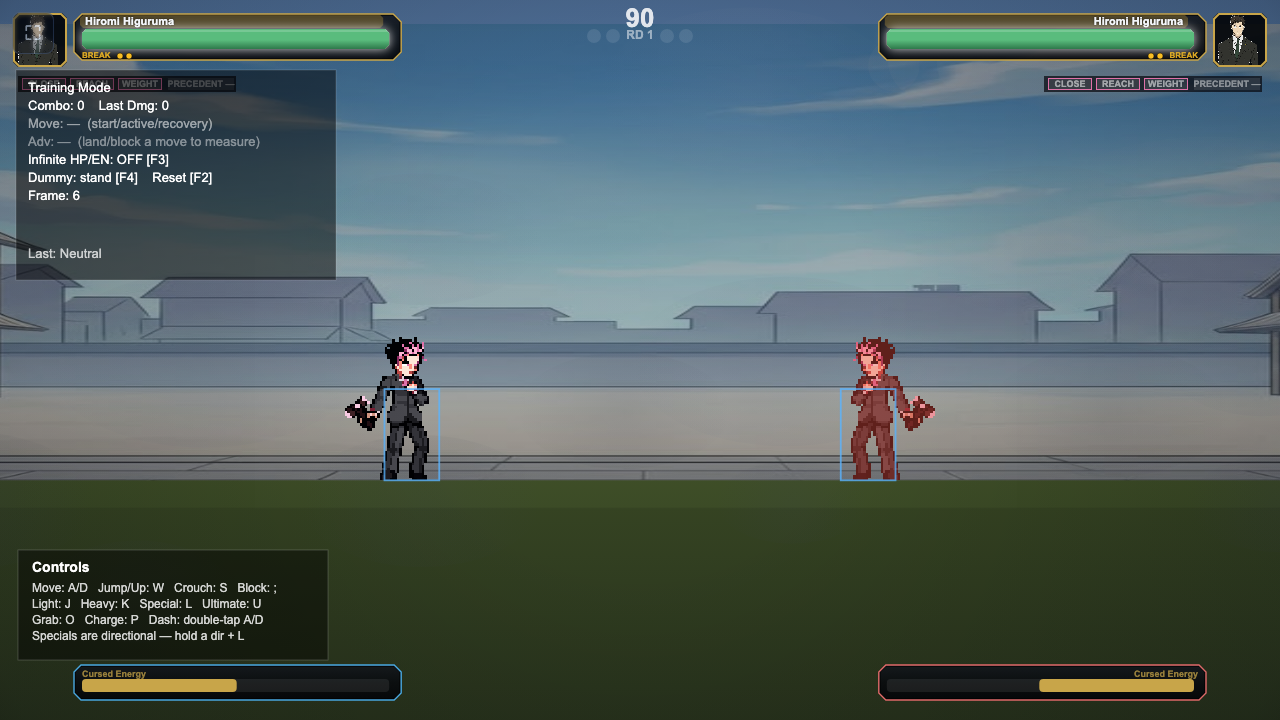 Hiromi Higuruma
90
Hiromi Higuruma
RD 1
BREAK
BREAK
CLOSE REACH WEIGHT PRECEDENT —
CLOSE REACH WEIGHT PRECEDENT —
Training Mode
Combo: 0 Last Dmg: 0
Move: — (start/active/recovery)
Adv: — (land/block a move to measure)
Infinite HP/EN: OFF [F3]
Dummy: stand [F4] Reset [F2]
Frame: 6
Last: Neutral
Controls
Move: A/D Jump/Up: W Crouch: S Block: ;
Light: J Heavy: K Special: L Ultimate: U
Grab: O Charge: P Dash: double-tap A/D
Specials are directional — hold a dir + L
Cursed Energy
Cursed Energy